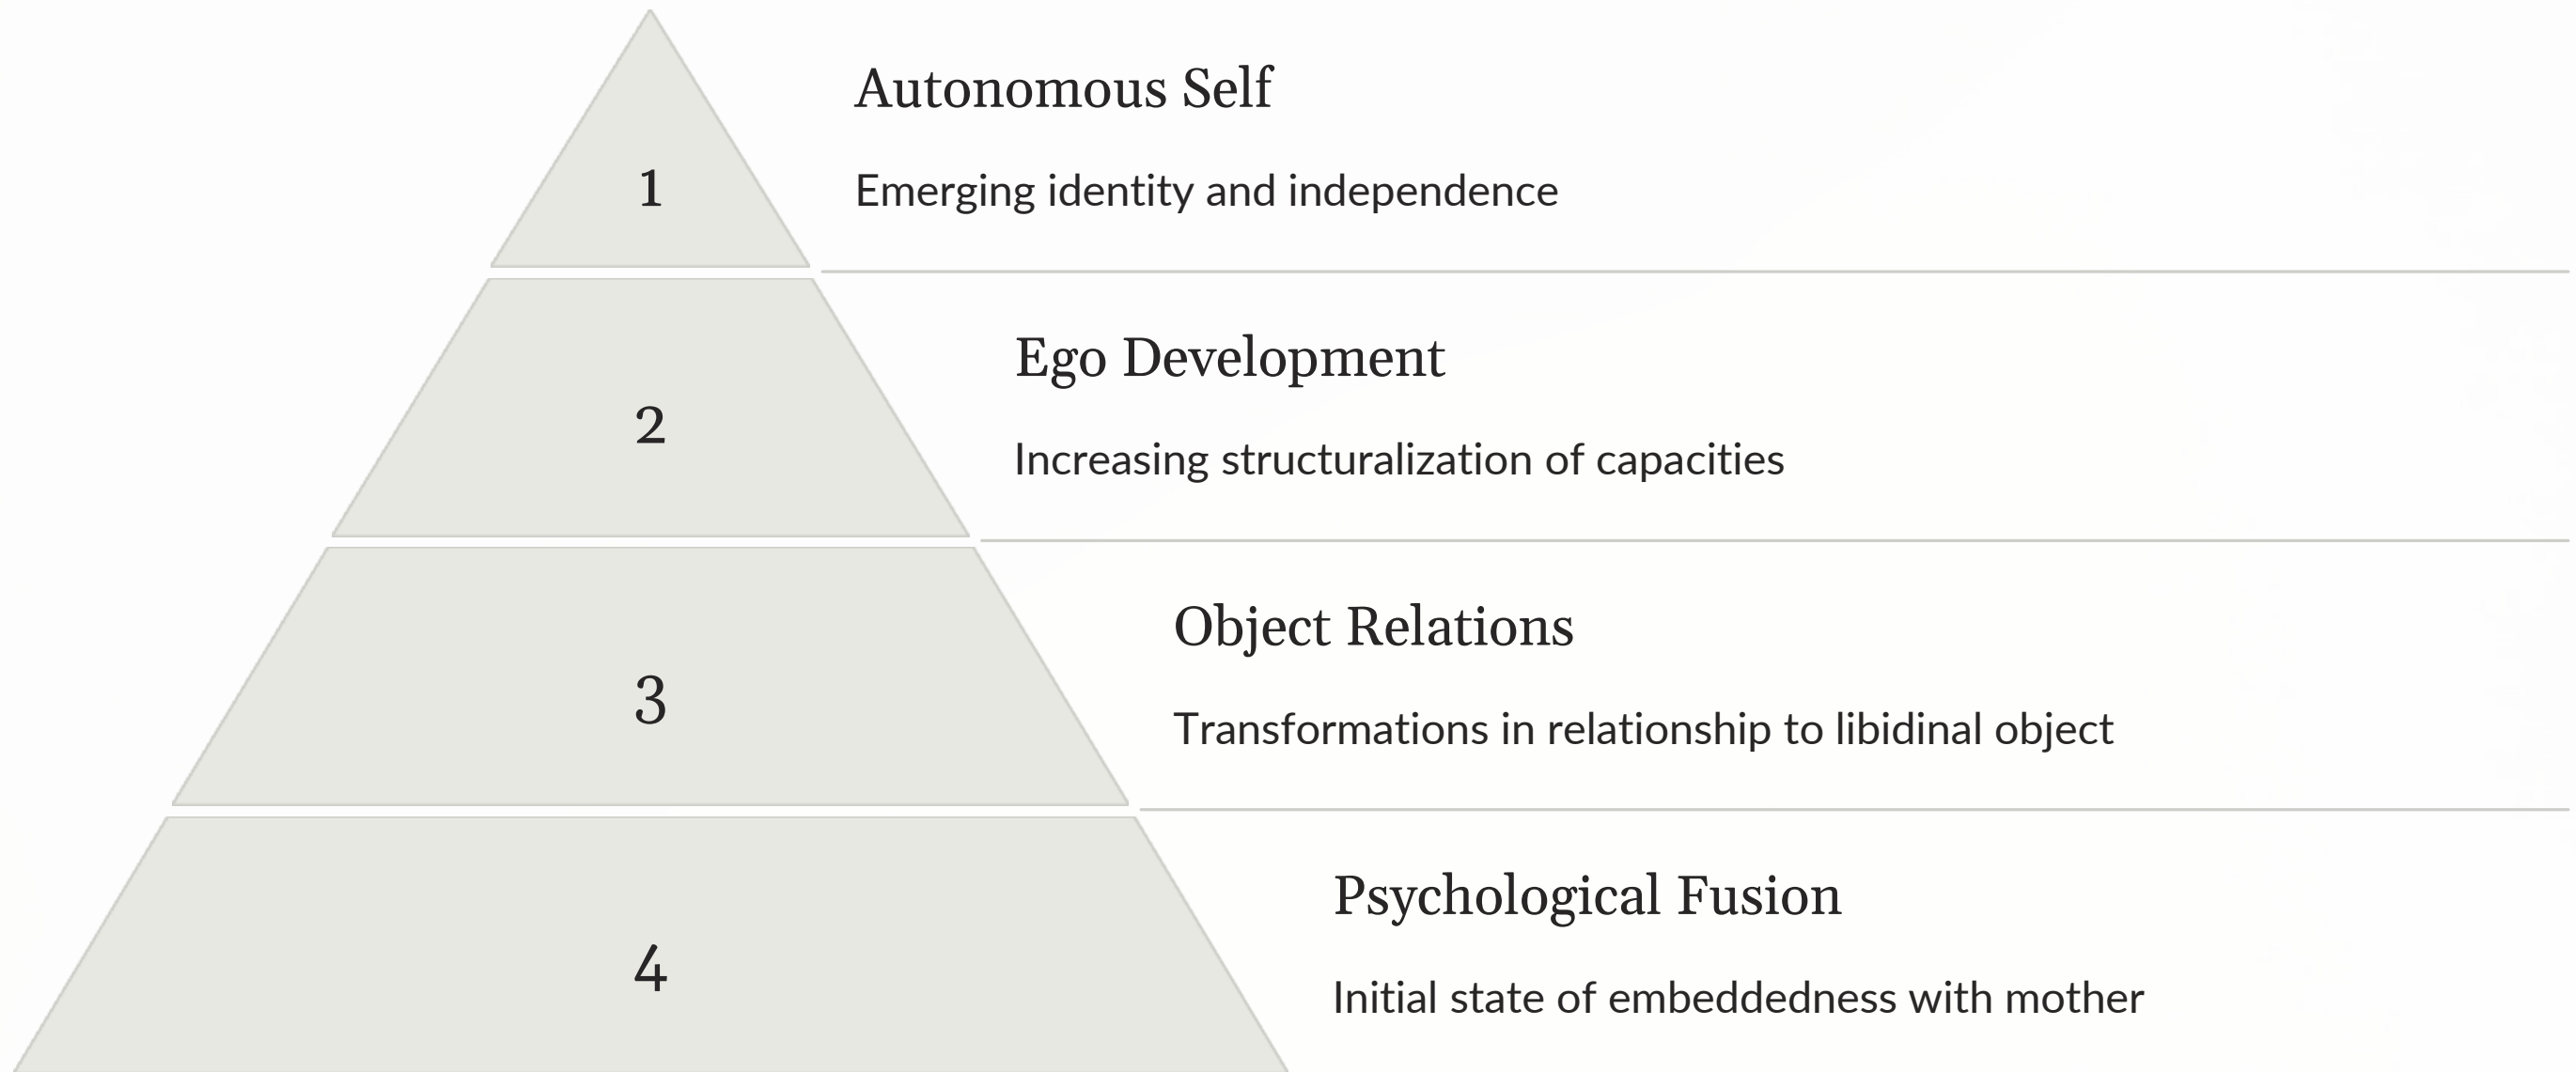 1
Autonomous Self
Emerging identity and independence
2
Ego Development
Increasing structuralization of capacities
3
Object Relations
Transformations in relationship to libidinal object
4
Psychological Fusion
Initial state of embeddedness with mother